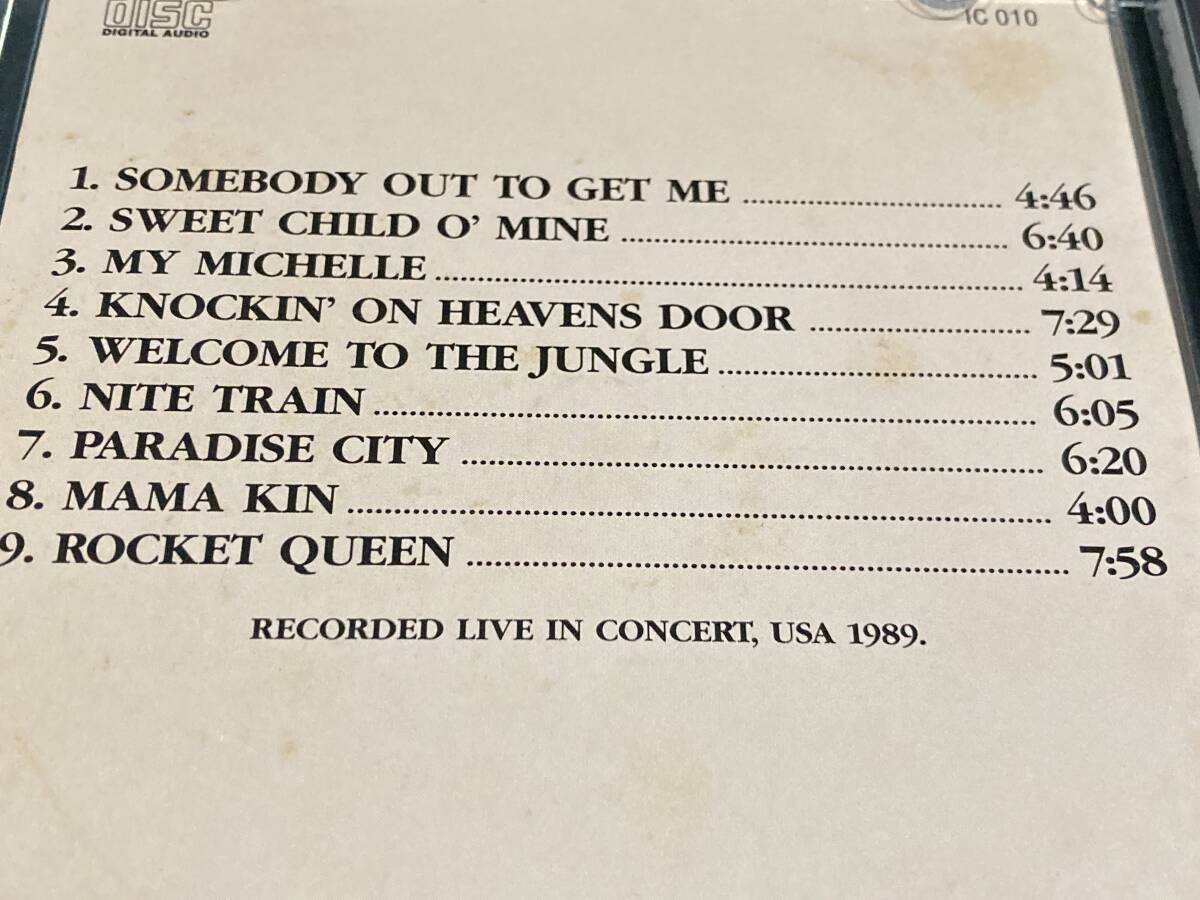 DISC
DIGITAL AUDIO
IC 010
1. SOMEBODY OUT TO GET ME ........ 4:46
2. SWEET CHILD O' MINE ........ 6:40
3. MY MICHELLE ........ 4:14
4. KNOCKIN' ON HEAVENS DOOR ........ 7:29
5. WELCOME TO THE JUNGLE ........ 5:01
6. NITE TRAIN ........ 6:05
7. PARADISE CITY ........ 6:20
8. MAMA KIN ........ 4:00
9. ROCKET QUEEN ........ 7:58
RECORDED LIVE IN CONCERT, USA 1989.